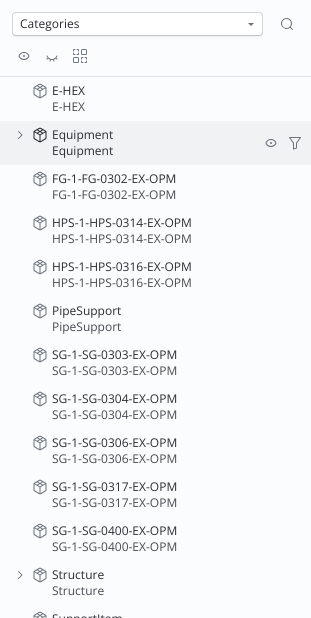 Categories
E-HEX
E-HEX
Equipment
Equipment
FG-1-FG-0302-EX-OPM
FG-1-FG-0302-EX-OPM
HPS-1-HPS-0314-EX-OPM
HPS-1-HPS-0314-EX-OPM
HPS-1-HPS-0316-EX-OPM
HPS-1-HPS-0316-EX-OPM
PipeSupport
PipeSupport
SG-1-SG-0303-EX-OPM
SG-1-SG-0303-EX-OPM
SG-1-SG-0304-EX-OPM
SG-1-SG-0304-EX-OPM
SG-1-SG-0306-EX-OPM
SG-1-SG-0306-EX-OPM
SG-1-SG-0317-EX-OPM
SG-1-SG-0317-EX-OPM
SG-1-SG-0400-EX-OPM
SG-1-SG-0400-EX-OPM
Structure
Structure
SupportItem